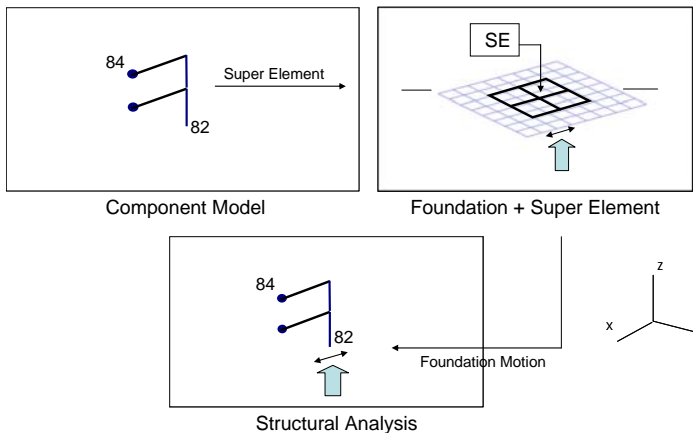 84
Super Element
82
SE
Component Model
Foundation + Super Element
84
82
Foundation Motion
z
x
Structural Analysis